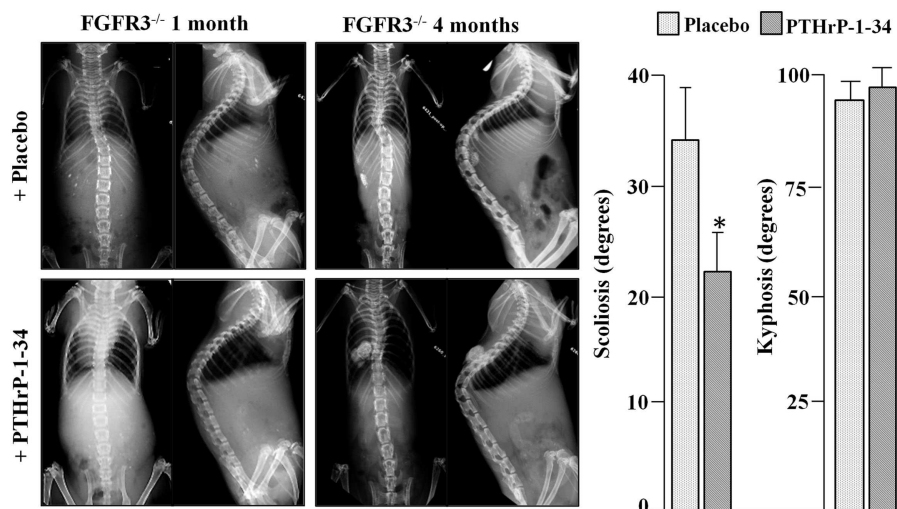 FGFR3-/- 1 month
FGFR3-/- 4 months
+ Placebo
+ PTHrP-1-34
Placebo
PTHrP-1-34
Scoliosis (degrees)
40
30
20
10
0
*
Kyphosis (degrees)
100
75
50
25